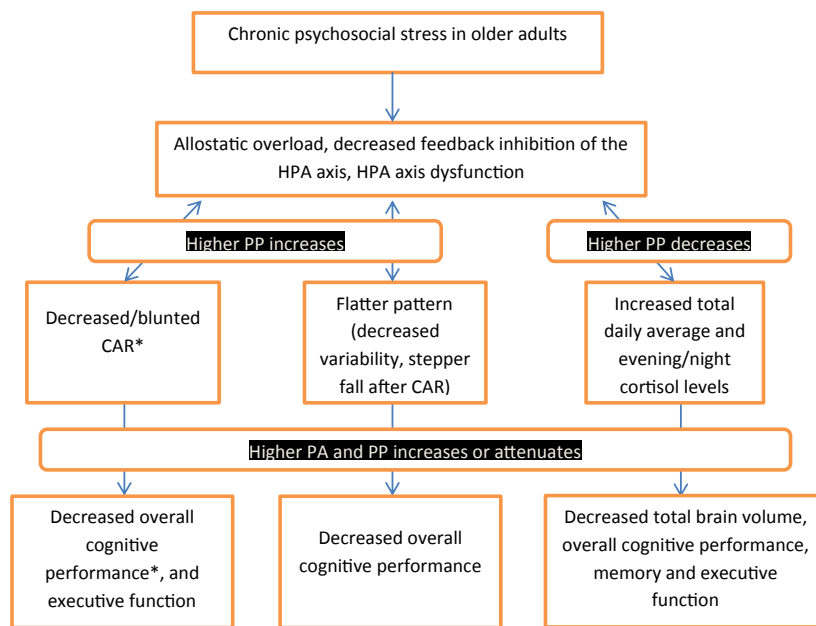 Chronic psychosocial stress in older adults
Allostatic overload, decreased feedback inhibition of the
HPA axis, HPA axis dysfunction
Higher PP increases
Higher PP decreases
Decreased/blunted
CAR*
Flatter pattern
(decreased
variability, stepper
fall after CAR)
Increased total
daily average and
evening/night
cortisol levels
Higher PA and PP increases or attenuates
Decreased overall
cognitive
performance*, and
executive function
Decreased overall
cognitive performance
Decreased total brain volume,
overall cognitive performance,
memory and executive
function